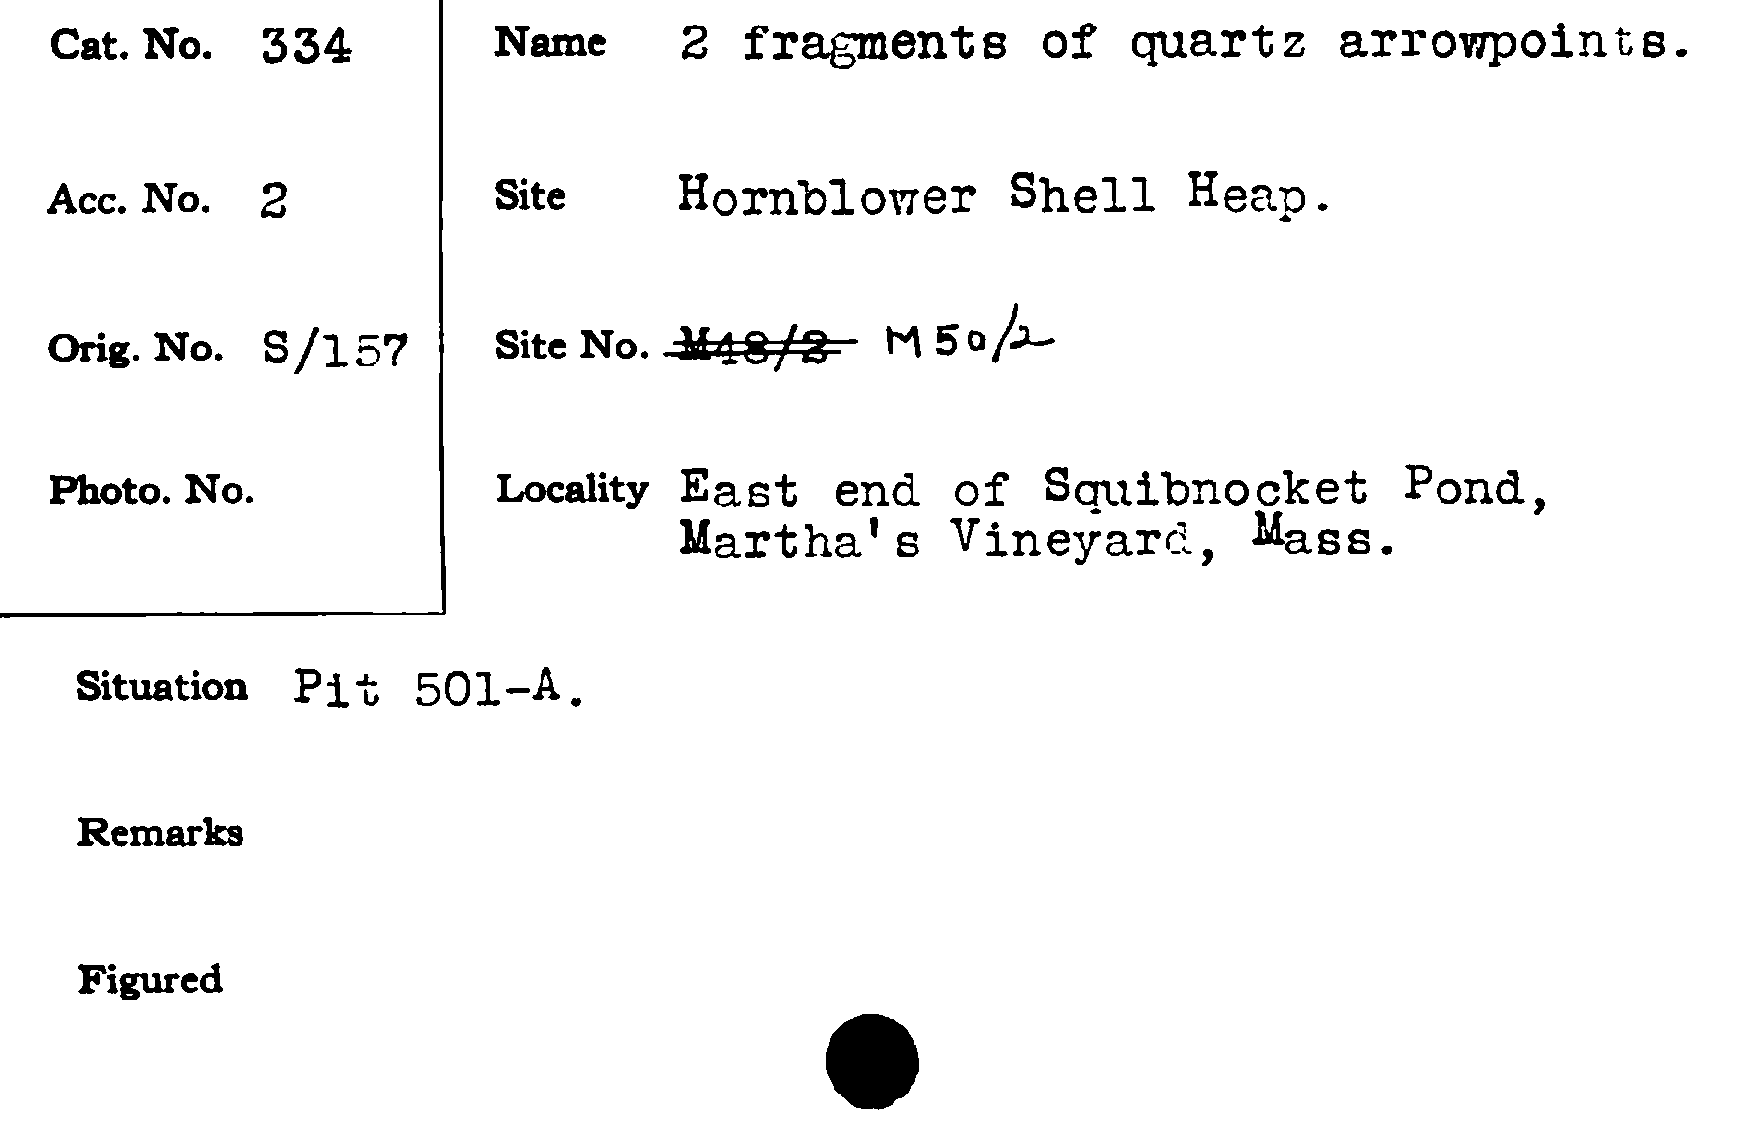 Cat. No. 334
Name 2 fragments of quartz arrowpoints.
Acc. No. 2
Site Hornblower Shell Heap.
Orig. No. S/157
Site No. M48/2 M50/2
Photo. No.
Locality East end of Squibnocket Pond,
Martha's Vineyard, Mass.
Situation Pit 501-A.
Remarks
Figured